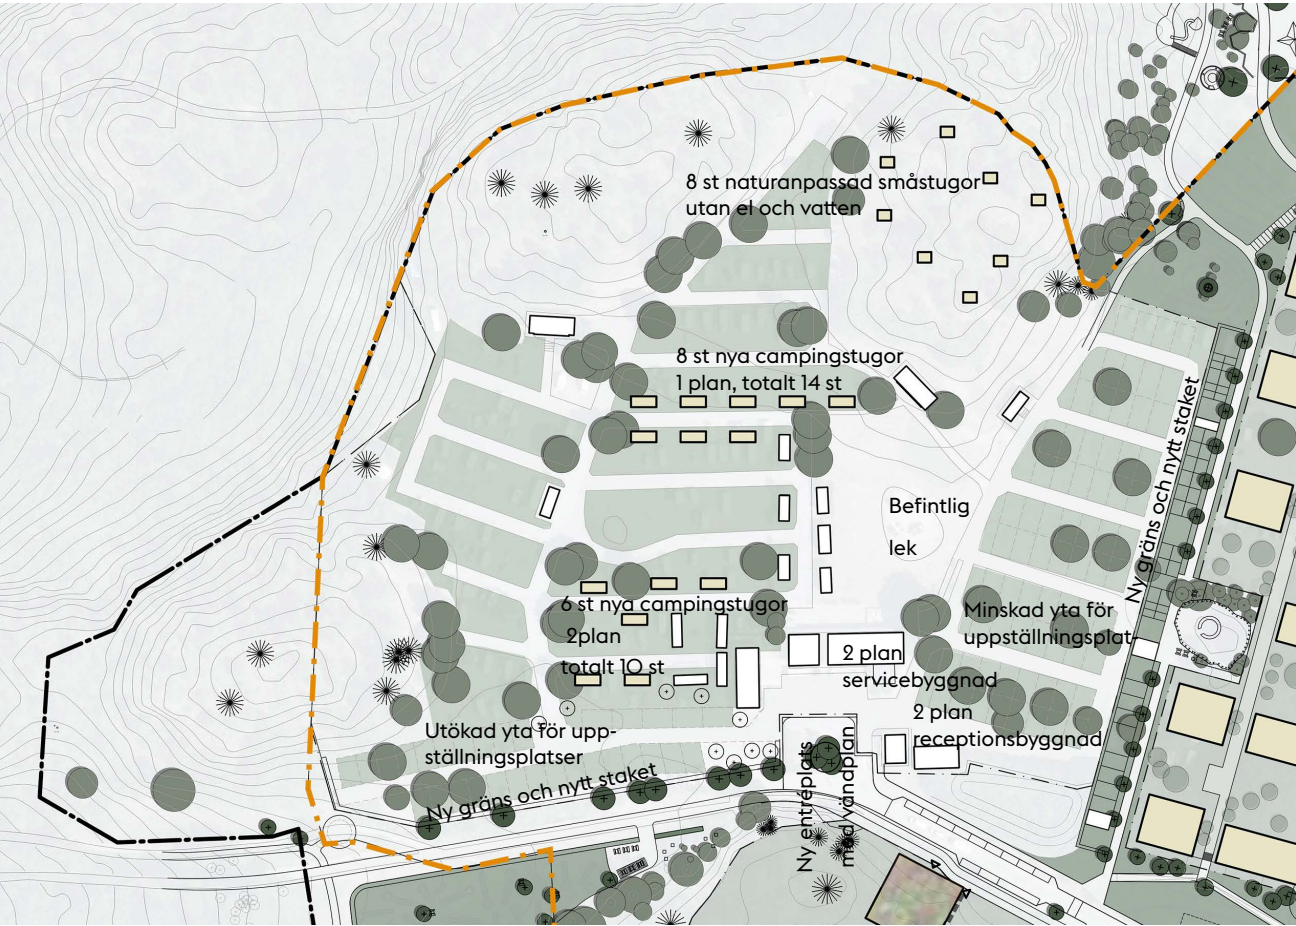 8 st naturanpassad småstugor
utan el och vatten
8 st nya campingstugor
1 plan, totalt 14 st
Ny gräns och nytt staket
Befintlig
lek
6 st nya campingstugor
2plan
totalt 10 st
Minskad yta för
uppställningsplat-
2 plan
servicebyggnad
2 plan
receptionsbyggnad
Utökad yta för upp-
ställningsplatser
Ny gräns och nytt staket
Ny entréplats
med vändplan